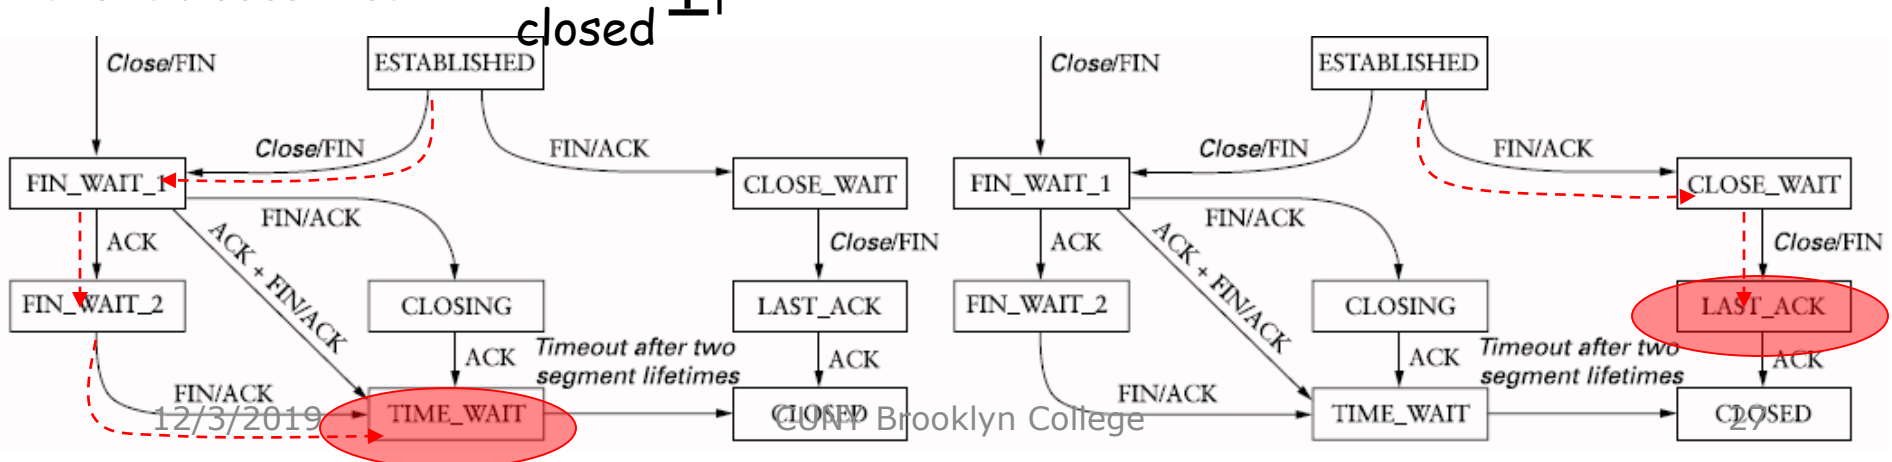 closed
Close/FIN
ESTABLISHED
Close/FIN
FIN/ACK
FIN_WAIT_1
CLOSE_WAIT
FIN/ACK
ACK
ACK + FIN/ACK
Close/FIN
FIN_WAIT_2
CLOSING
LAST_ACK
ACK
Timeout after two
segment lifetimes
ACK
FIN/ACK
TIME_WAIT
CLOSED
Close/FIN
ESTABLISHED
Close/FIN
FIN/ACK
FIN_WAIT_1
CLOSE_WAIT
FIN/ACK
ACK
ACK + FIN/ACK
Close/FIN
FIN_WAIT_2
CLOSING
LAST_ACK
ACK
Timeout after two
segment lifetimes
ACK
FIN/ACK
TIME_WAIT
CLOSED
12/3/2019
CUNY Brooklyn College
27